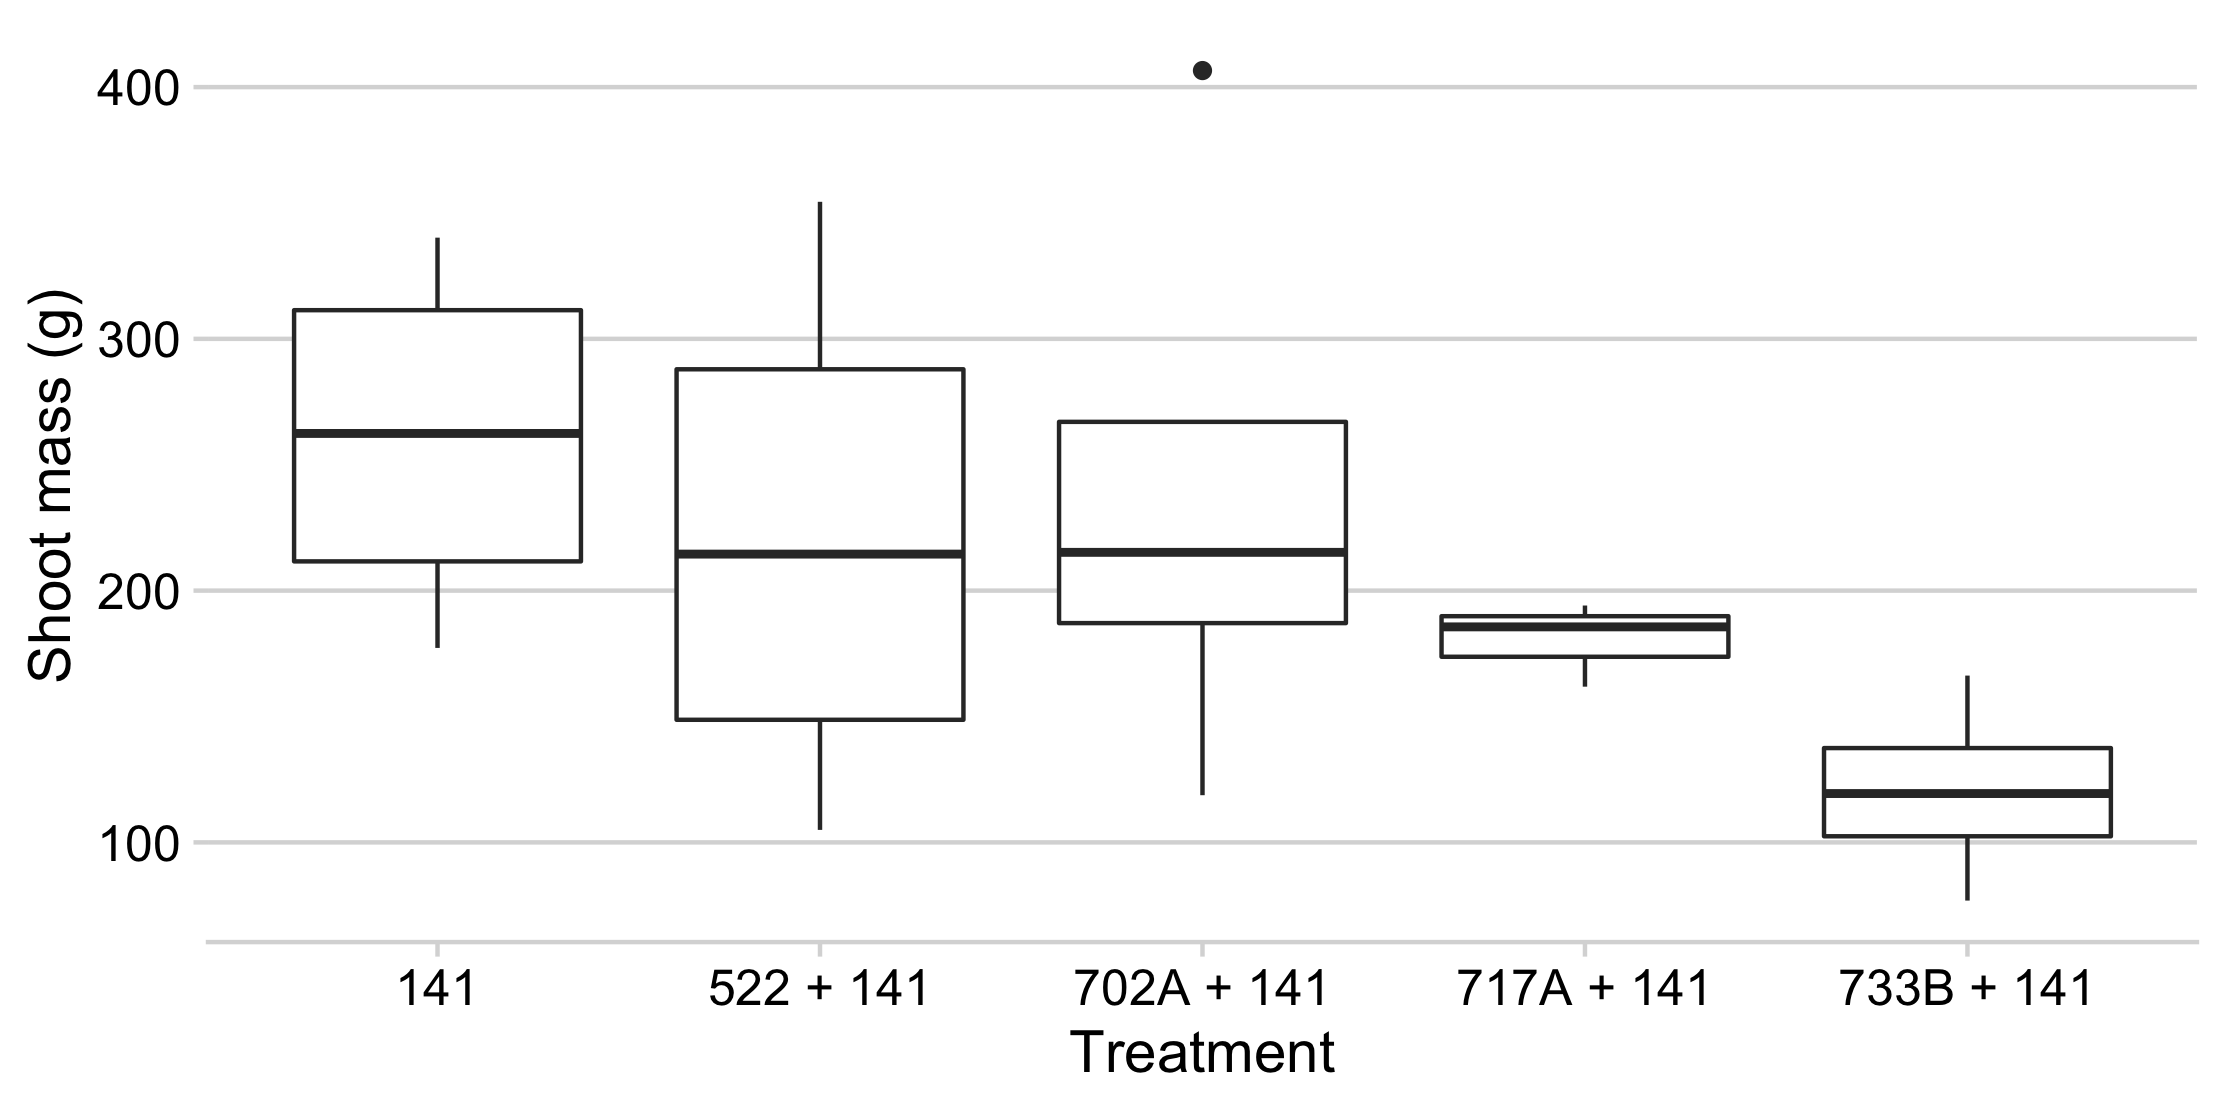 Shoot mass (g)
400
300
200
100
141
522 + 141
702A + 141
717A + 141
733B + 141
Treatment